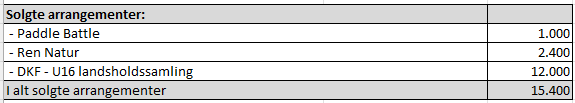 Solgte arrangementer:
- Paddle Battle 1.000
- Ren Natur 2.400
- DKF - U16 landsholdssamling 12.000
I alt solgte arrangementer 15.400